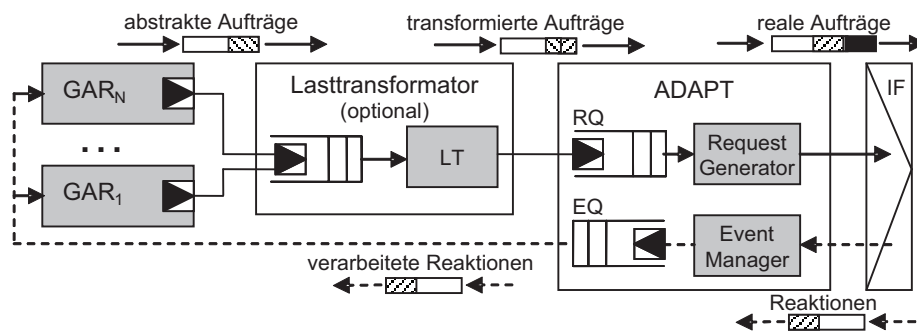 abstrakte Aufträge
transformierte Aufträge
reale Aufträge
GAR_N
Lasttransformator
(optional)
ADAPT
IF
RQ
. . .
LT
Request
Generator
GAR_1
EQ
Event
Manager
verarbeitete Reaktionen
Reaktionen